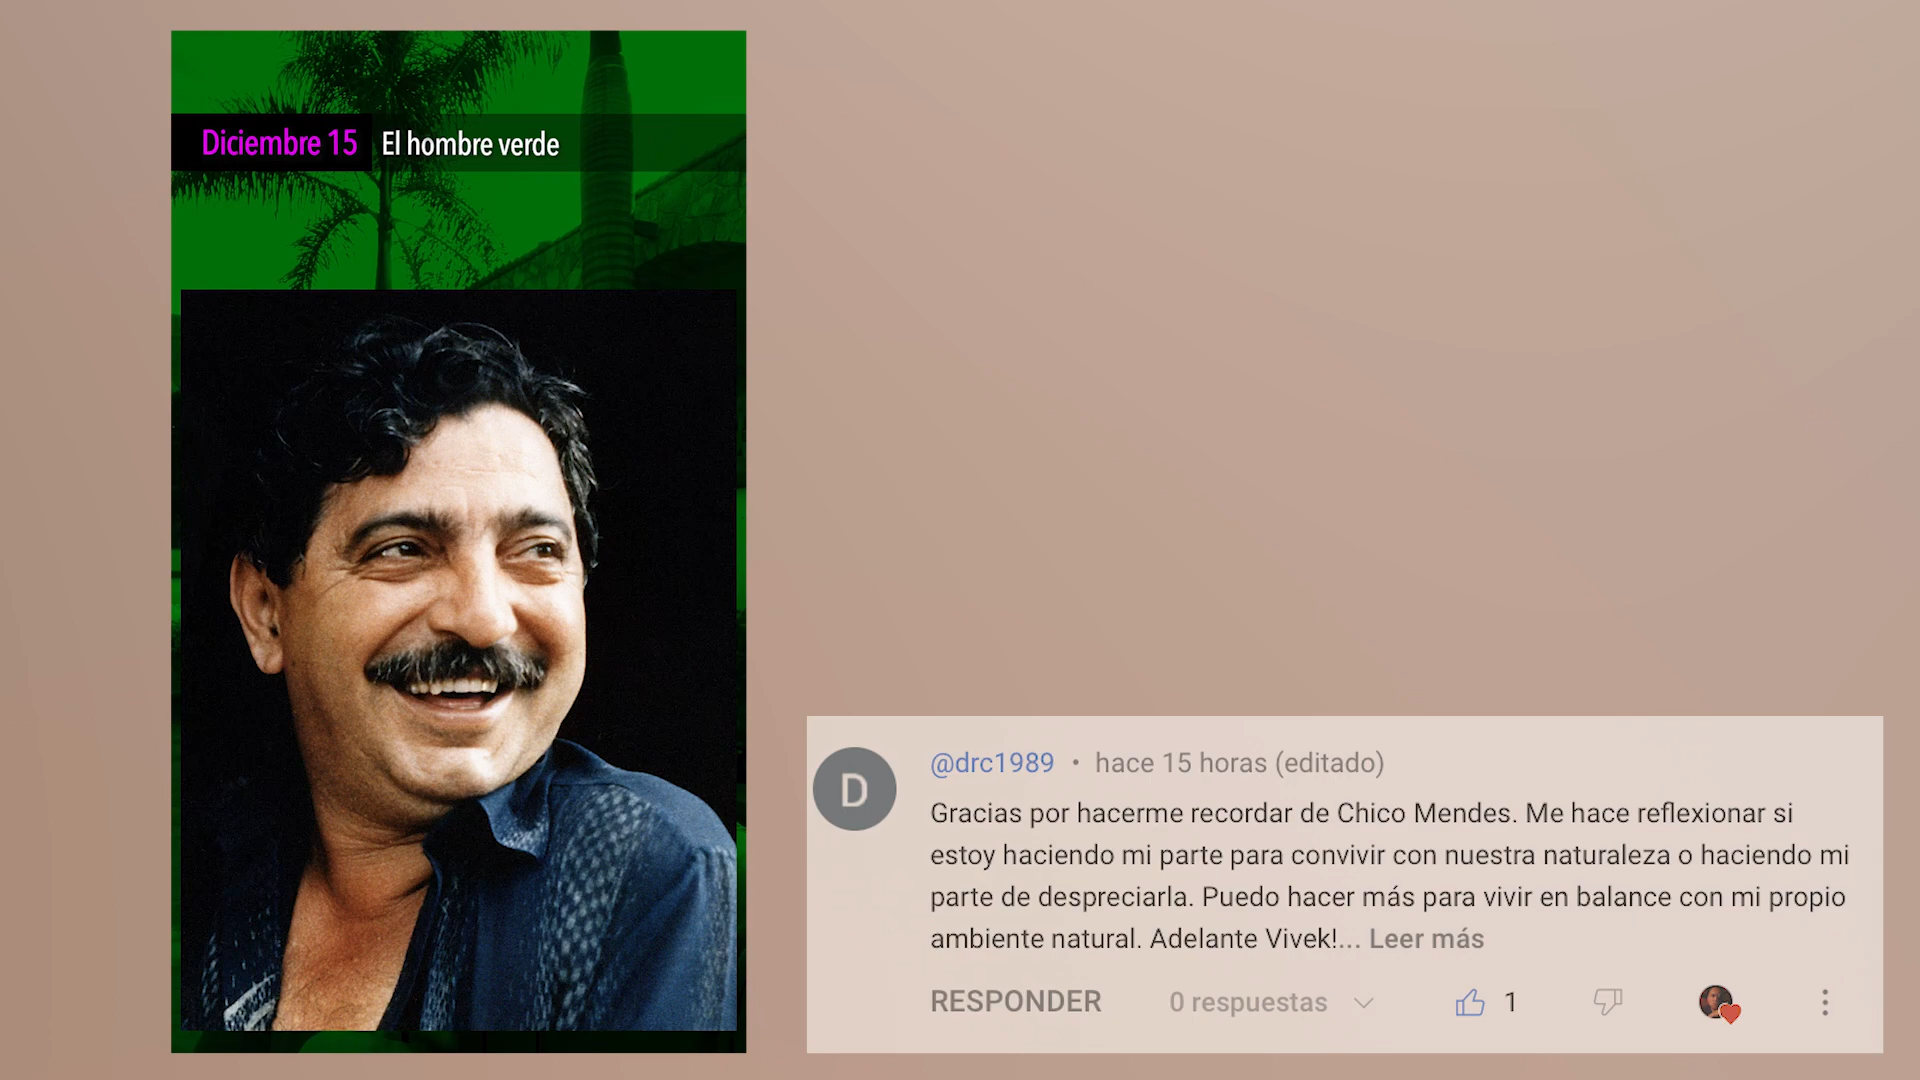 Diciembre 15 El hombre verde
D
@drc1989 • hace 15 horas (editado)
Gracias por hacerme recordar de Chico Mendes. Me hace reflexionar si
estoy haciendo mi parte para convivir con nuestra naturaleza o haciendo mi
parte de despreciarla. Puedo hacer más para vivir en balance con mi propio
ambiente natural. Adelante Vivek!... Leer más
RESPONDER 0 respuestas 1